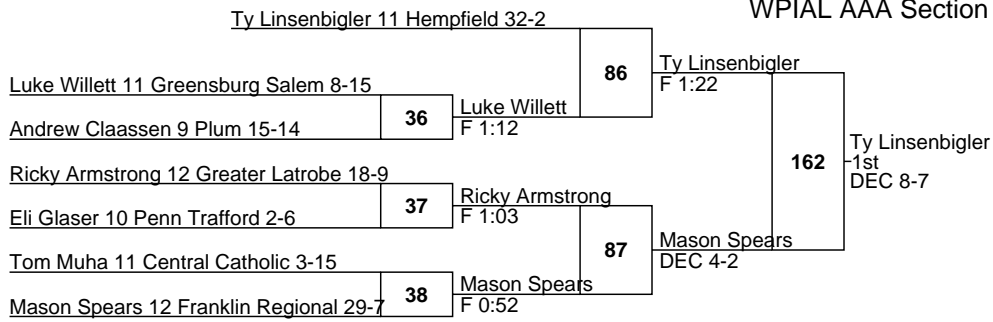 WPIAL AAA Section
Ty Linsenbigler 11 Hempfield 32-2
86
Ty Linsenbigler
F 1:22
Luke Willett 11 Greensburg Salem 8-15
36
Luke Willett
F 1:12
Andrew Claassen 9 Plum 15-14
162
Ty Linsenbigler
1st
DEC 8-7
Ricky Armstrong 12 Greater Latrobe 18-9
37
Ricky Armstrong
F 1:03
Eli Glaser 10 Penn Trafford 2-6
87
Mason Spears
DEC 4-2
Tom Muha 11 Central Catholic 3-15
38
Mason Spears
F 0:52
Mason Spears 12 Franklin Regional 29-7